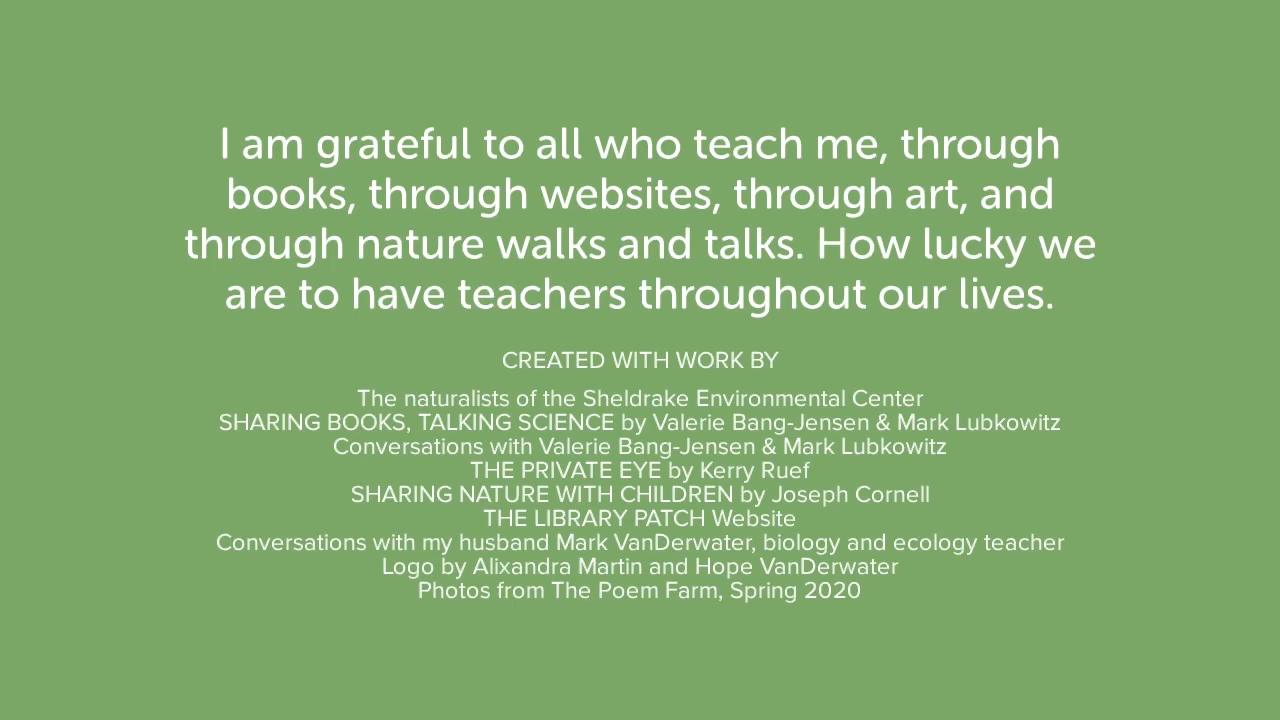 I am grateful to all who teach me, through
books, through websites, through art, and
through nature walks and talks. How lucky we
are to have teachers throughout our lives.
CREATED WITH WORK BY
The naturalists of the Sheldrake Environmental Center
SHARING BOOKS, TALKING SCIENCE by Valerie Bang-Jensen & Mark Lubkowitz
Conversations with Valerie Bang-Jensen & Mark Lubkowitz
THE PRIVATE EYE by Kerry Ruef
SHARING NATURE WITH CHILDREN by Joseph Cornell
THE LIBRARY PATCH Website
Conversations with my husband Mark VanDerwater, biology and ecology teacher
Logo by Alixandra Martin and Hope VanDerwater
Photos from The Poem Farm, Spring 2020